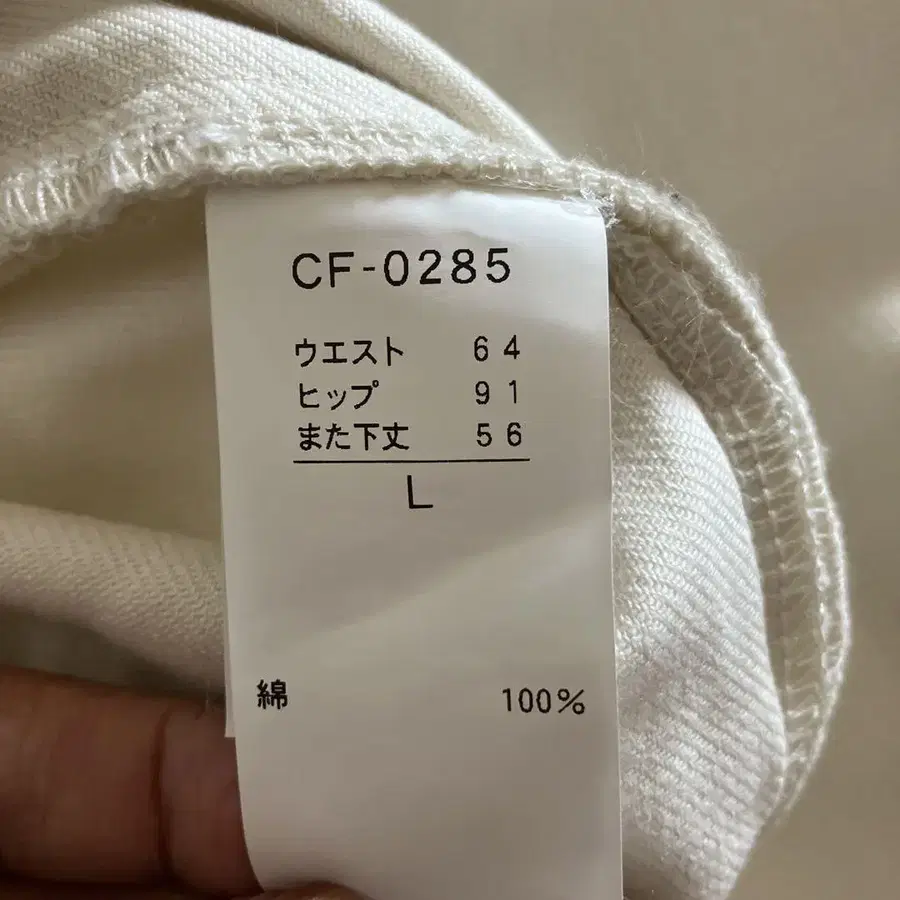 CF-0285
ウエスト 64
ヒップ 91
また下丈 56
L
綿 100%